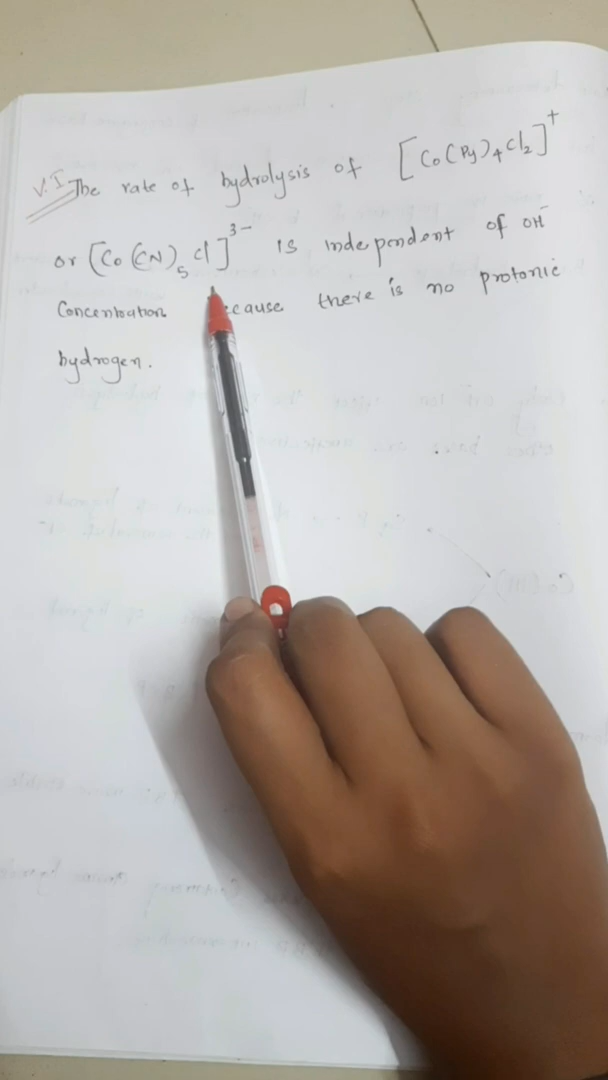 V.I The rate of hydrolysis of [Co(Py)₄Cl₂]⁺
or [Co(CN)₅Cl]³⁻ is independent of OH⁻
Concentration cause there is no protonic
hydrogen.